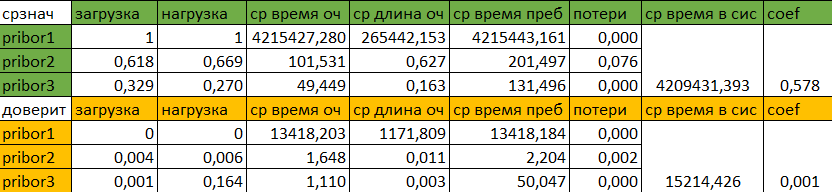 срзнач загрузка нагрузка ср время оч ср длина оч ср время преб потери ср время в сис coef
pribor1 1 1 4215427,280 265442,153 4215443,161 0,000
pribor2 0,618 0,669 101,531 0,627 201,497 0,076
pribor3 0,329 0,270 49,449 0,163 131,496 0,000 4209431,393 0,578
доверит загрузка нагрузка ср время оч ср длина оч ср время преб потери ср время в сис coef
pribor1 0 0 13418,203 1171,809 13418,184 0,000
pribor2 0,004 0,006 1,648 0,011 2,204 0,002
pribor3 0,001 0,164 1,110 0,003 50,047 0,000 15214,426 0,001